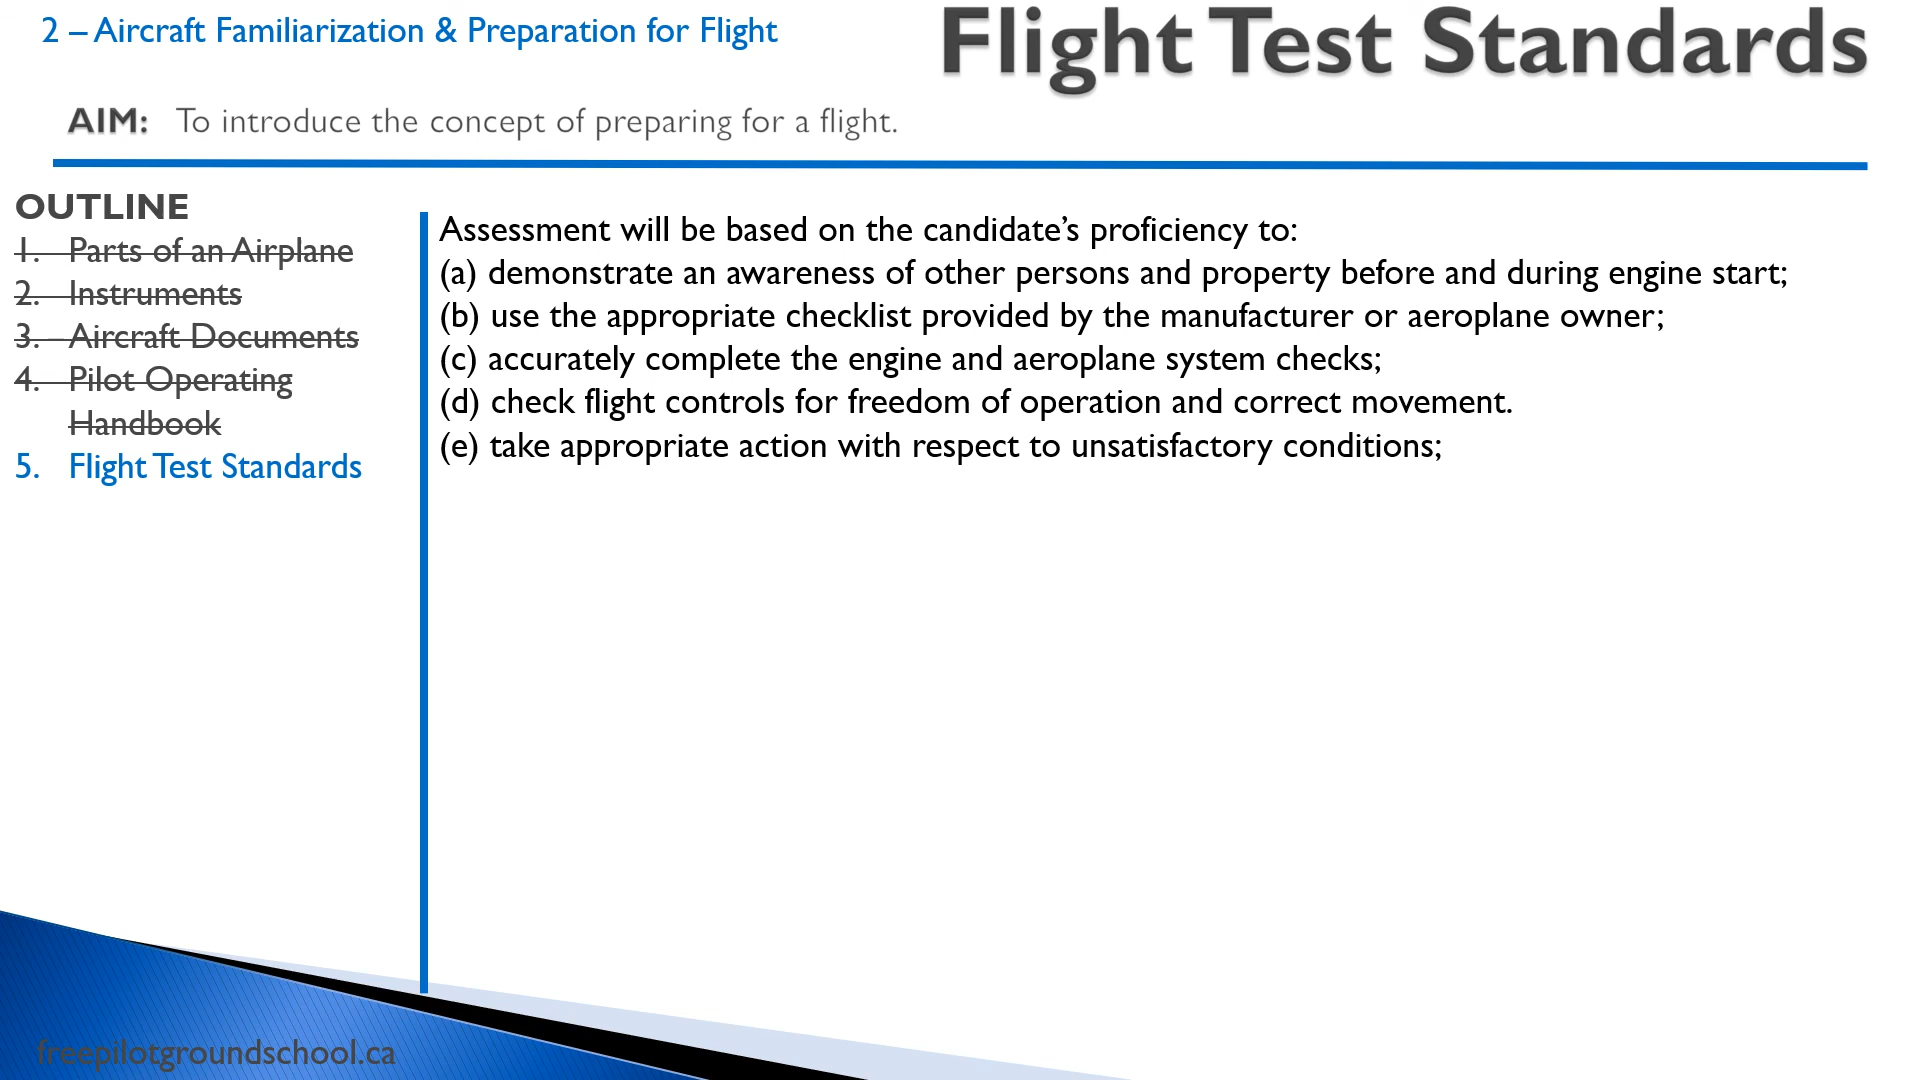 2 – Aircraft Familiarization & Preparation for Flight
Flight Test Standards
AIM: To introduce the concept of preparing for a flight.
OUTLINE
1. Parts of an Airplane
2. Instruments
3. Aircraft Documents
4. Pilot Operating
Handbook
5. Flight Test Standards
Assessment will be based on the candidate’s proficiency to:
(a) demonstrate an awareness of other persons and property before and during engine start;
(b) use the appropriate checklist provided by the manufacturer or aeroplane owner;
(c) accurately complete the engine and aeroplane system checks;
(d) check flight controls for freedom of operation and correct movement.
(e) take appropriate action with respect to unsatisfactory conditions;
freepilotgroundschool.ca